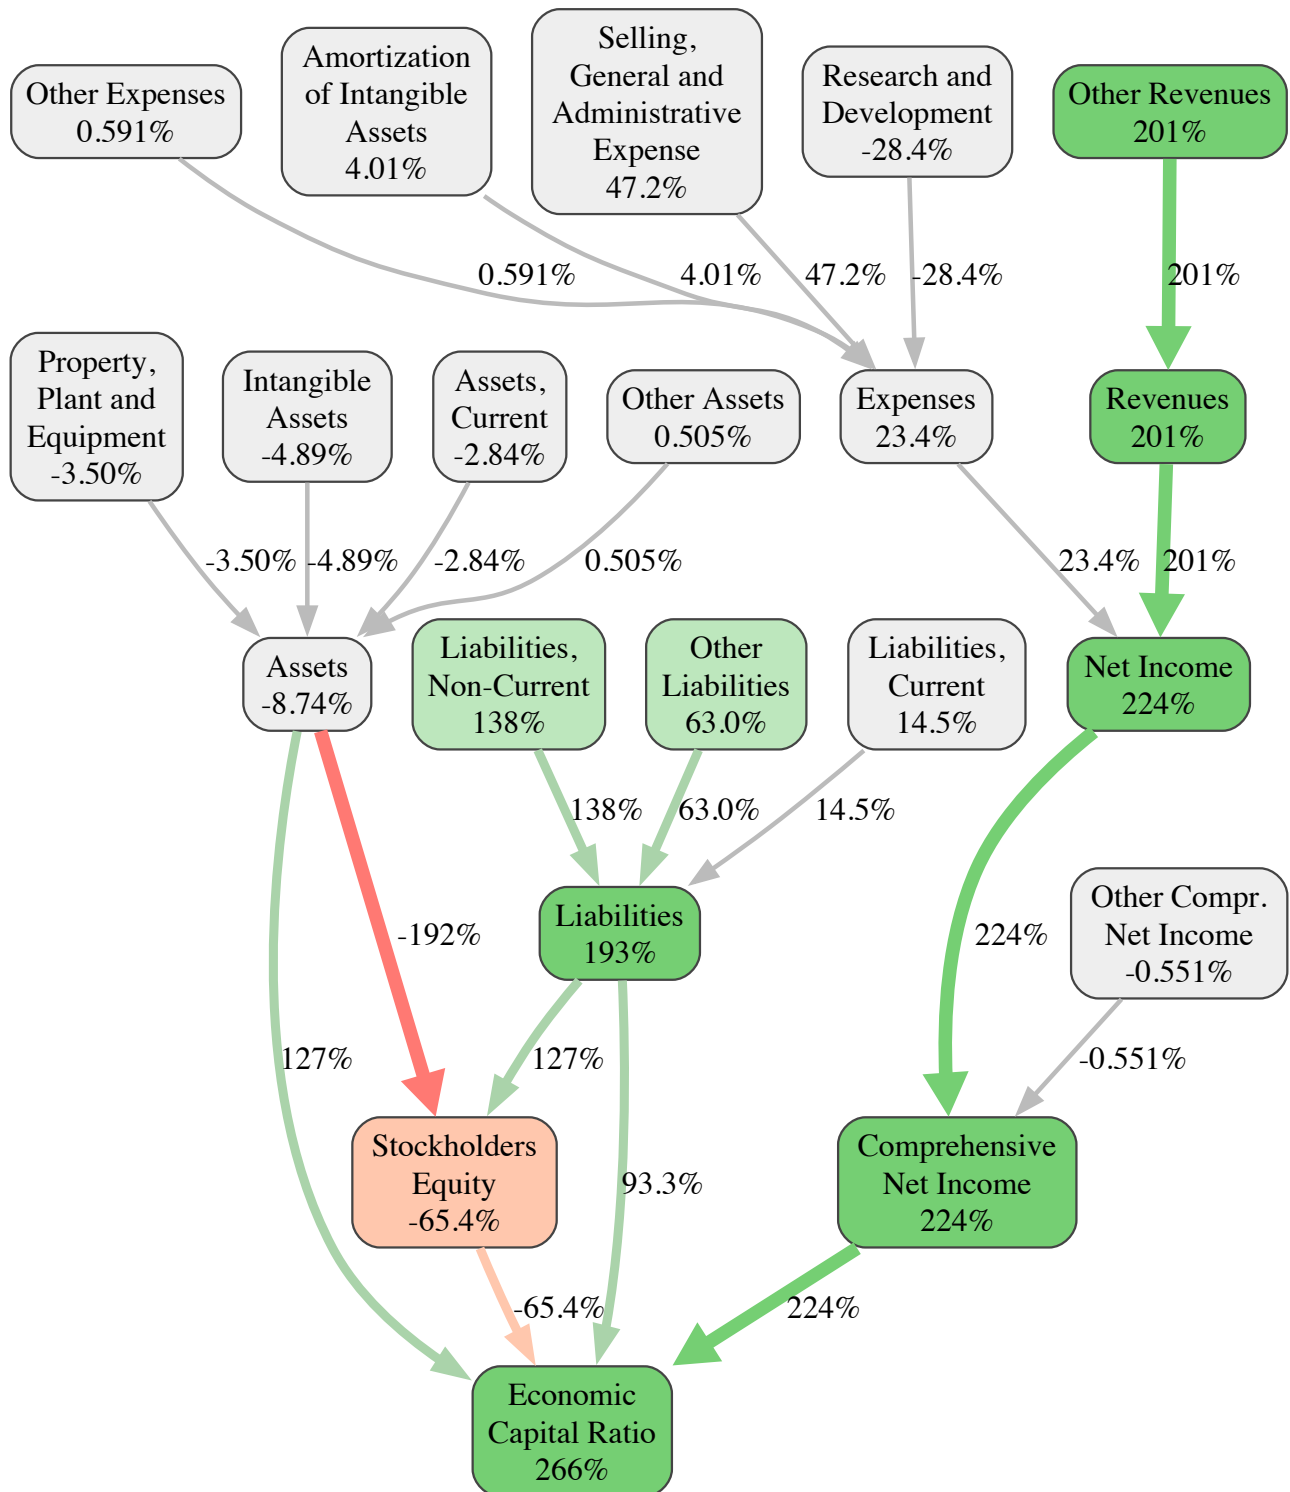 Other Expenses
0.591%
Amortization
of Intangible
Assets
4.01%
Selling,
General and
Administrative
Expense
47.2%
Research and
Development
-28.4%
Other Revenues
201%
0.591%
4.01%
47.2%
-28.4%
201%
Property,
Plant and
Equipment
-3.50%
Intangible
Assets
-4.89%
Assets,
Current
-2.84%
Other Assets
0.505%
Expenses
23.4%
Revenues
201%
-3.50%
-4.89%
-2.84%
0.505%
23.4%
201%
Assets
-8.74%
Liabilities,
Non-Current
138%
Other
Liabilities
63.0%
Liabilities,
Current
14.5%
Net Income
224%
138%
63.0%
14.5%
Liabilities
193%
-192%
224%
Other Compr.
Net Income
-0.551%
127%
127%
-0.551%
Stockholders
Equity
-65.4%
93.3%
Comprehensive
Net Income
224%
-65.4%
224%
Economic
Capital Ratio
266%